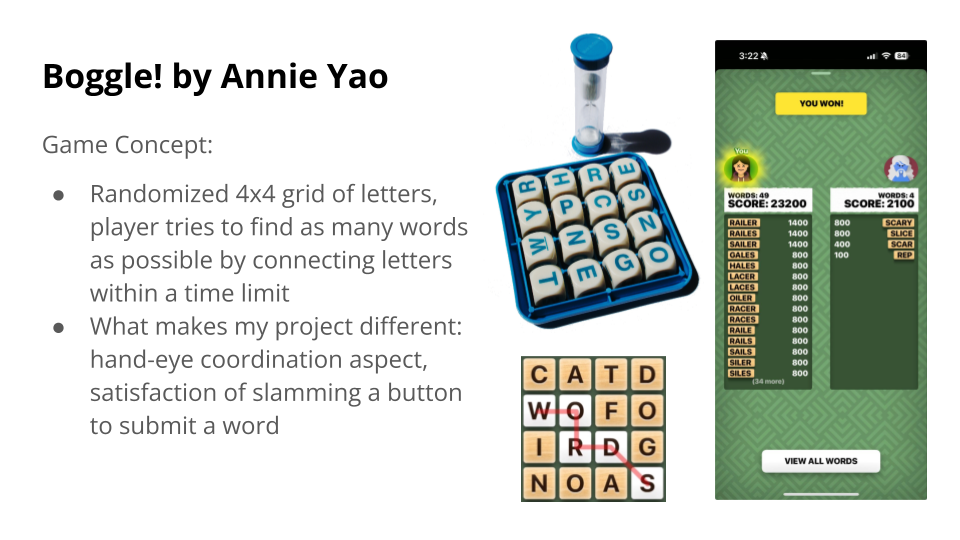 Boggle! by Annie Yao
Game Concept:
● Randomized 4x4 grid of letters,
player tries to find as many words
as possible by connecting letters
within a time limit
● What makes my project different:
hand-eye coordination aspect,
satisfaction of slamming a button
to submit a word
R H R E
Y P C S
W N S Z
T E G O
C A T D
W O F O
I R D G
N O A S
3:22
84
YOU WON!
You
WORDS: 49
SCORE: 23200
RAILER 1400
RAILES 1400
SAILER 1400
GALES 800
HALES 800
LACER 800
LACES 800
OILER 800
RACER 800
RACES 800
RAILE 800
RAILS 800
SAILS 800
SILER 800
SILES 800
(34 more)
WORDS: 4
SCORE: 2100
800 SCARY
800 SLICE
400 SCAR
100 REP
VIEW ALL WORDS